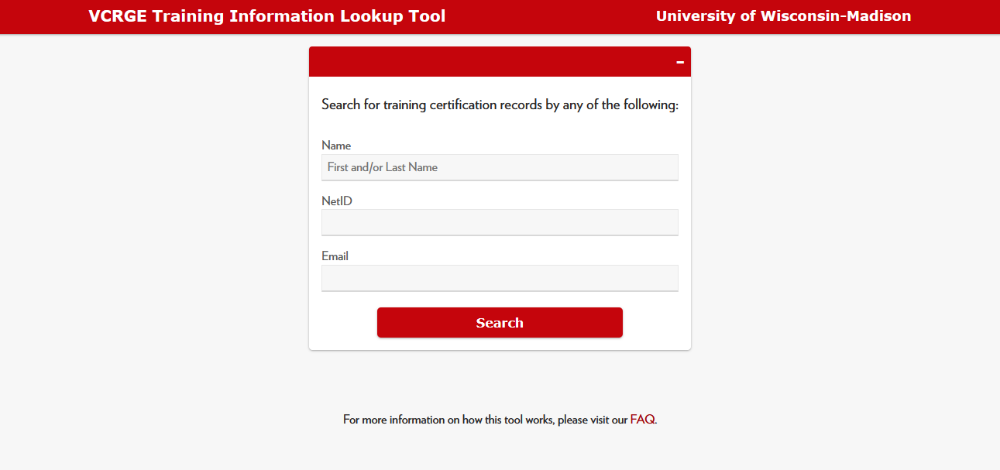 VCRGE Training Information Lookup Tool
University of Wisconsin-Madison
Search for training certification records by any of the following:
Name
First and/or Last Name
NetID
Email
Search
For more information on how this tool works, please visit our FAQ.